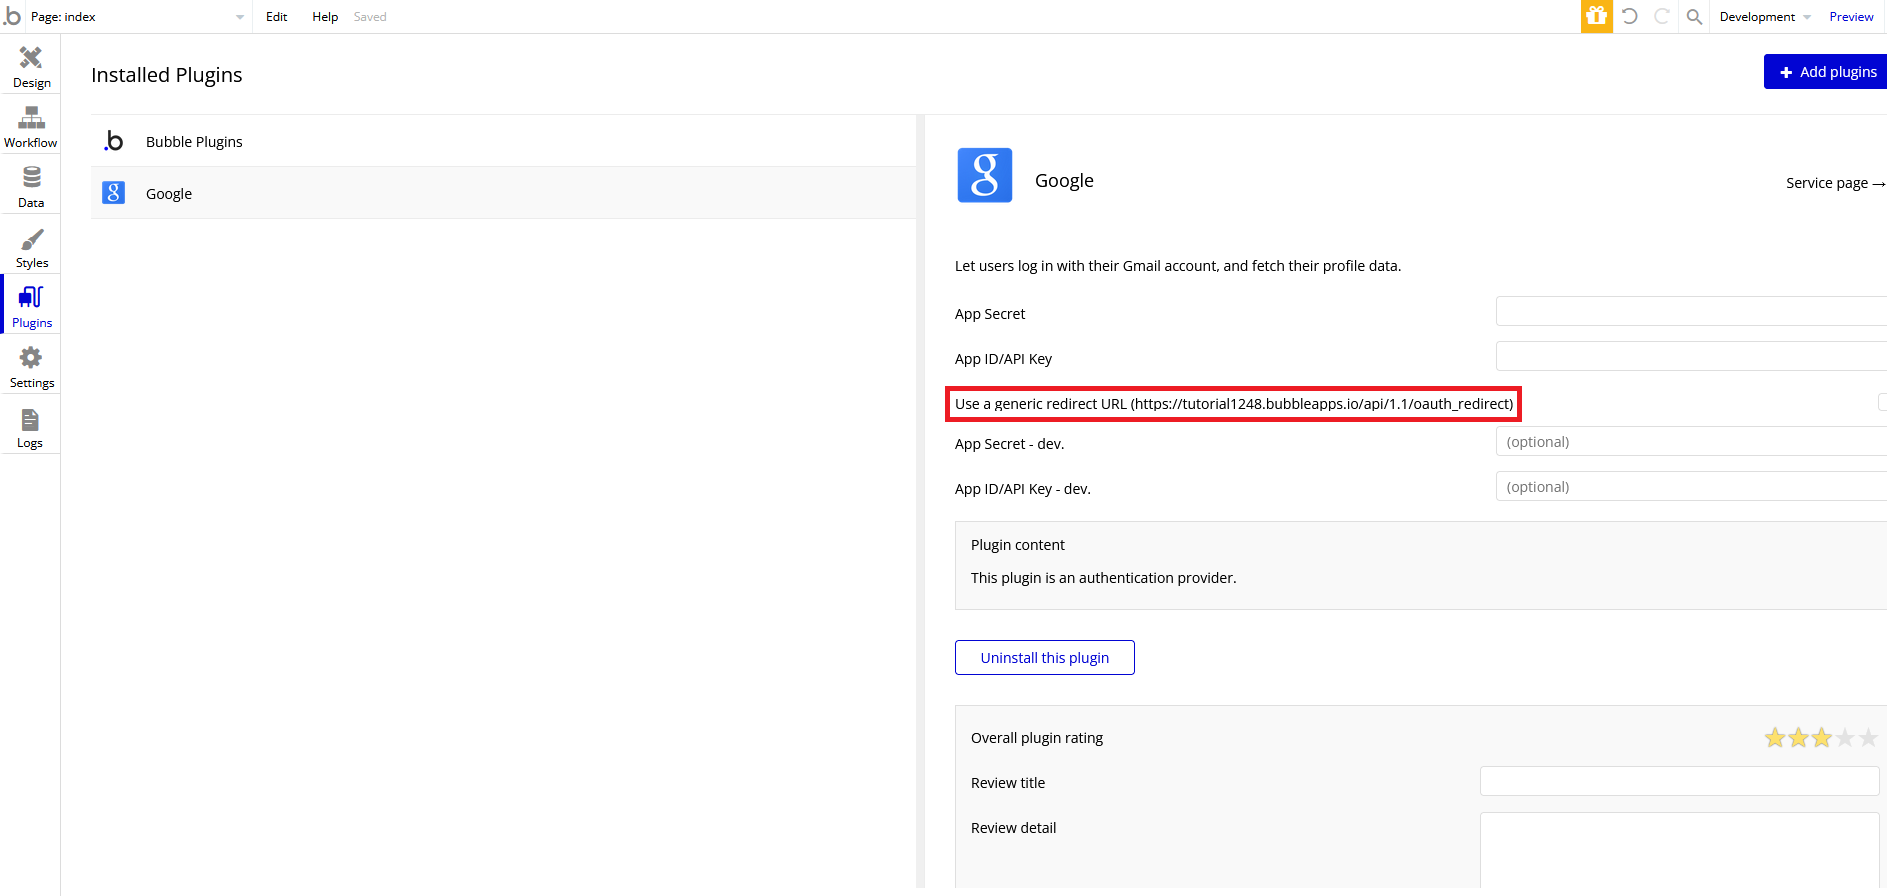 .b Page: index Edit Help Saved Development Preview
Design
Workflow
Data
Styles
Plugins
Settings
Logs
Installed Plugins
+ Add plugins
.b Bubble Plugins
g Google
g Google
Service page →
Let users log in with their Gmail account, and fetch their profile data.
App Secret
App ID/API Key
Use a generic redirect URL (https://tutorial1248.bubbleapps.io/api/1.1/oauth_redirect)
App Secret - dev. (optional)
App ID/API Key - dev. (optional)
Plugin content
This plugin is an authentication provider.
Uninstall this plugin
Overall plugin rating
Review title
Review detail